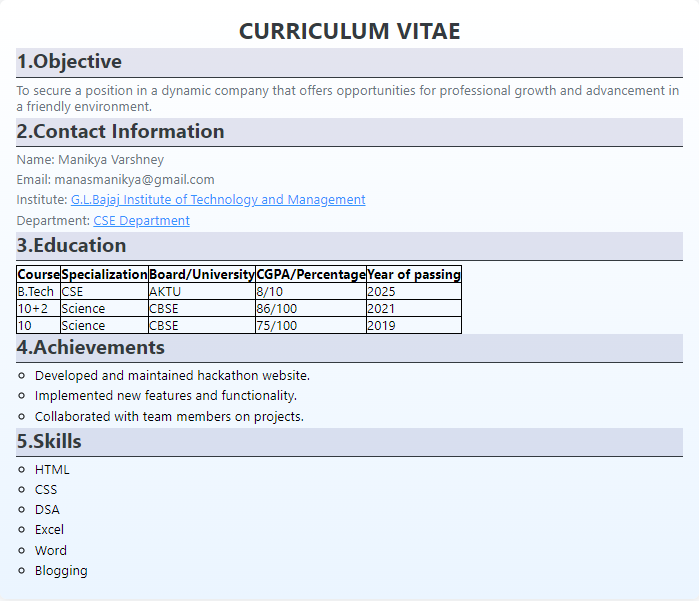 CURRICULUM VITAE
1.Objective
To secure a position in a dynamic company that offers opportunities for professional growth and advancement in
a friendly environment.
2.Contact Information
Name: Manikya Varshney
Email: manasmanikya@gmail.com
Institute: G.L.Bajaj Institute of Technology and Management
Department: CSE Department
3.Education
Course Specialization Board/University CGPA/Percentage Year of passing
B.Tech CSE AKTU 8/10 2025
10+2 Science CBSE 86/100 2021
10 Science CBSE 75/100 2019
4.Achievements
Developed and maintained hackathon website.
Implemented new features and functionality.
Collaborated with team members on projects.
5.Skills
HTML
CSS
DSA
Excel
Word
Blogging